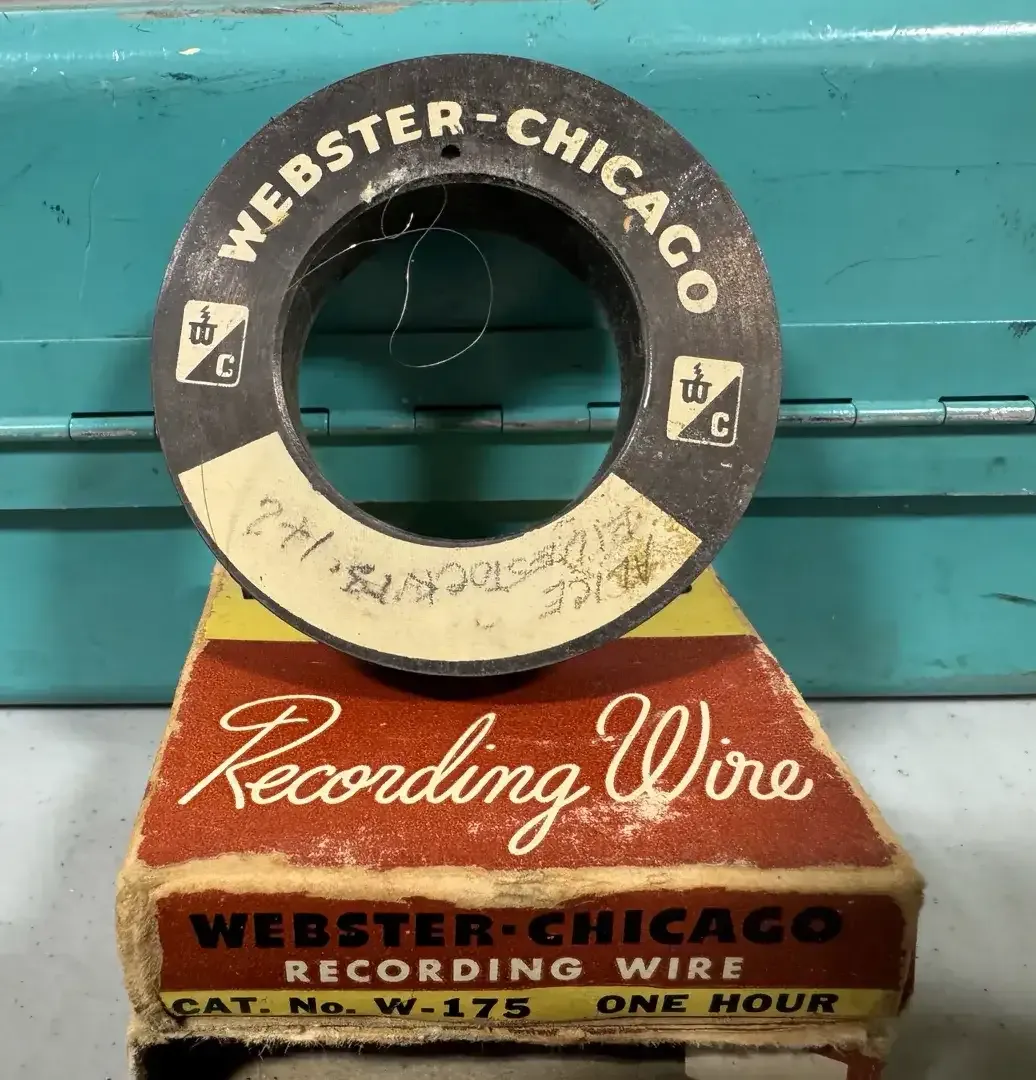 WEBSTER-CHICAGO
W C
W C
Recording Wire
WEBSTER·CHICAGO
RECORDING WIRE
CAT. No. W-175 ONE HOUR